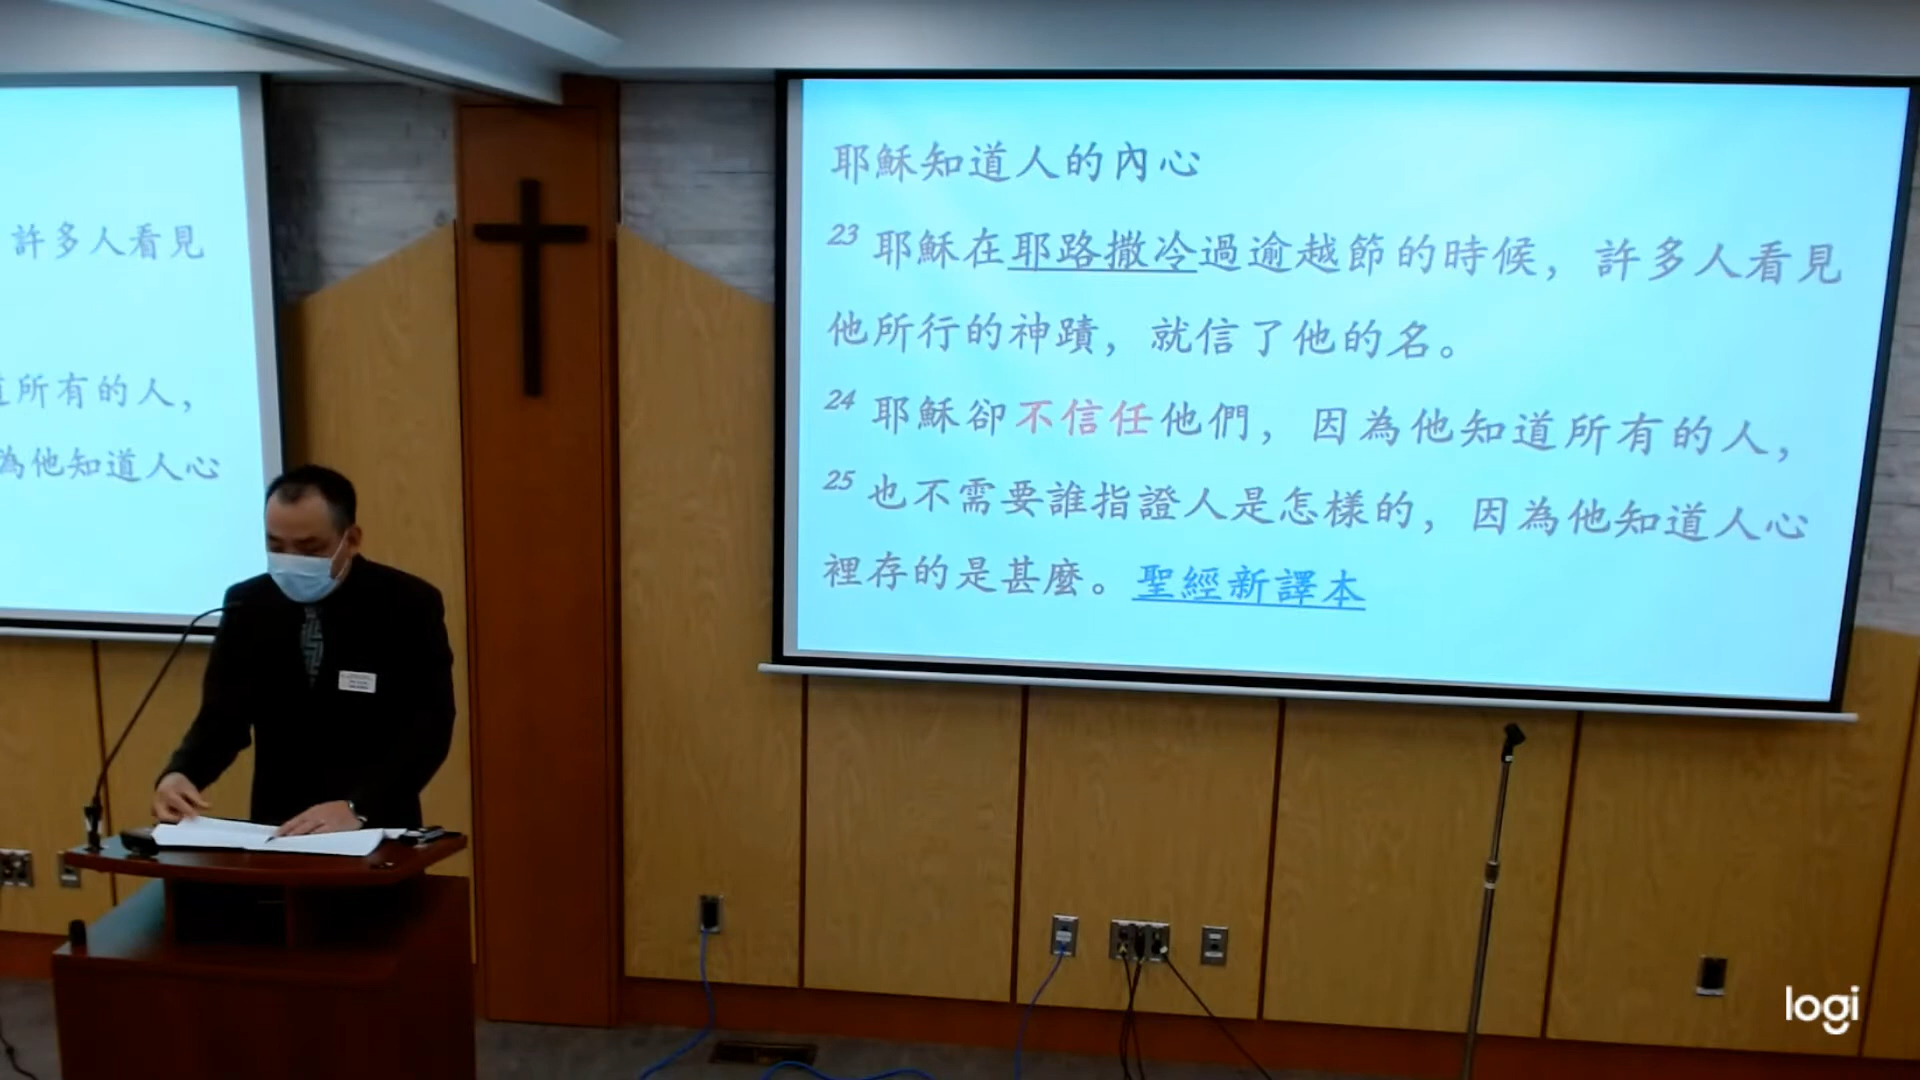 許多人看見
所有的人，
為他知道人心
耶穌知道人的內心
23 耶穌在耶路撒冷過逾越節的時候，許多人看見
他所行的神蹟，就信了他的名。
24 耶穌卻不信任他們，因為他知道所有的人，
25 也不需要誰指證人是怎樣的，因為他知道人心
裡存的是甚麼。聖經新譯本
logi